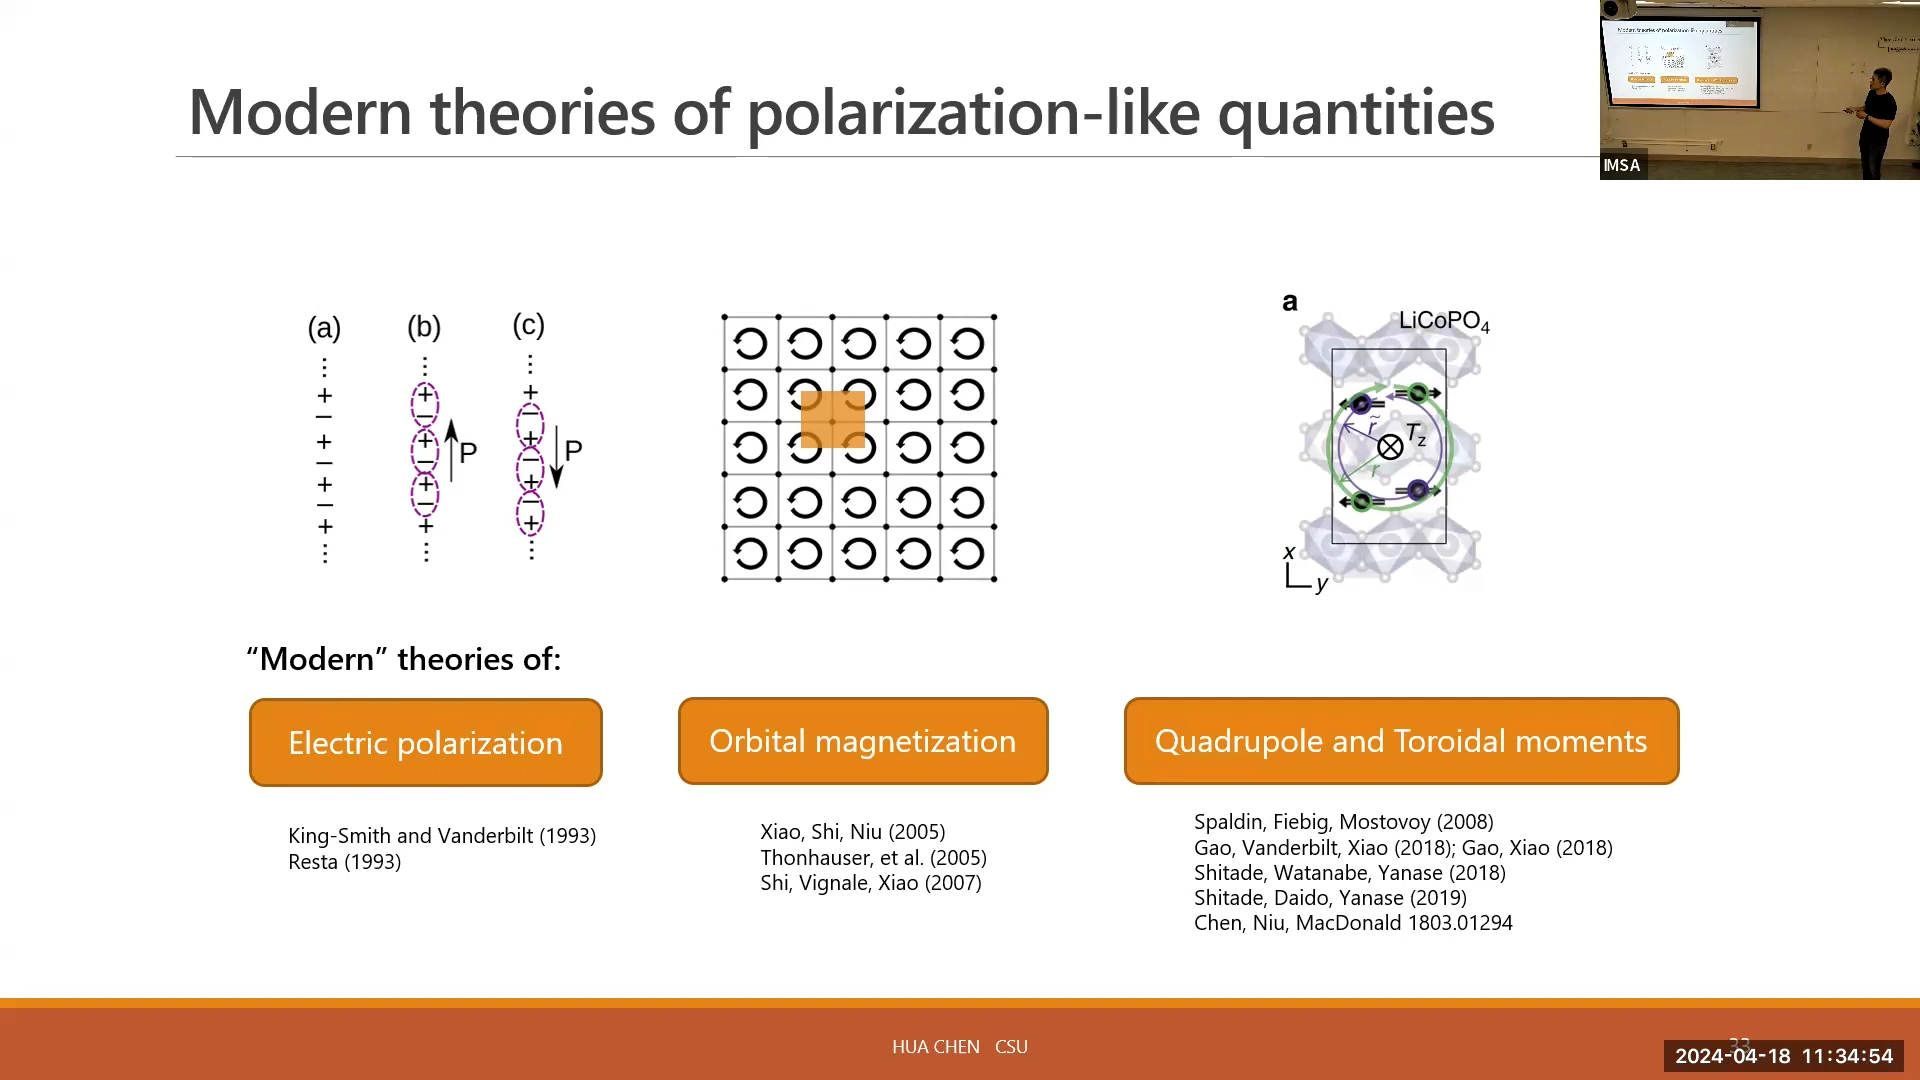 Modern theories of polarization-like quantities
IMSA
(a) (b) (c)
P
P
a
LiCoPO4
r̃
Tz
r
x
y
“Modern” theories of:
Electric polarization
King-Smith and Vanderbilt (1993)
Resta (1993)
Orbital magnetization
Xiao, Shi, Niu (2005)
Thonhauser, et al. (2005)
Shi, Vignale, Xiao (2007)
Quadrupole and Toroidal moments
Spaldin, Fiebig, Mostovoy (2008)
Gao, Vanderbilt, Xiao (2018); Gao, Xiao (2018)
Shitade, Watanabe, Yanase (2018)
Shitade, Daido, Yanase (2019)
Chen, Niu, MacDonald 1803.01294
HUA CHEN CSU
33
2024-04-18 11:34:54